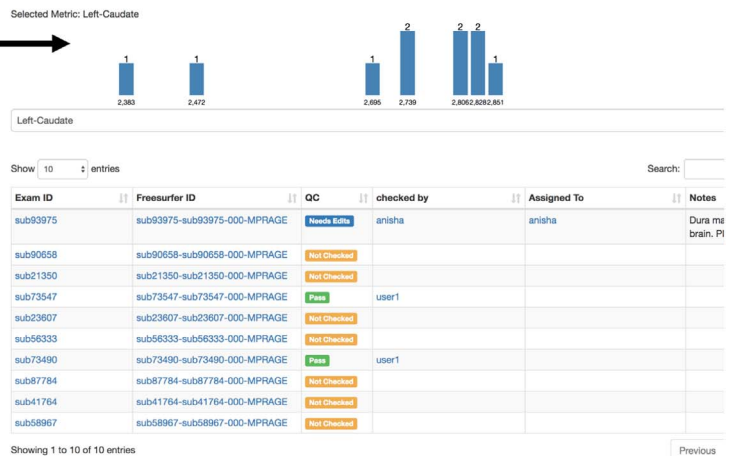 Selected Metric: Left-Caudate
1 1 1 2 2 2 1
2,383 2,472 2,695 2,739 2,806 2,828 2,851
Left-Caudate
Show 10 entries Search:
Exam ID Freesurfer ID QC checked by Assigned To Notes
sub93975 sub93975-sub93975-000-MPRAGE Needs Edits anisha anisha Dura ma
brain. Pl
sub90658 sub90658-sub90658-000-MPRAGE Not Checked
sub21350 sub21350-sub21350-000-MPRAGE Not Checked
sub73547 sub73547-sub73547-000-MPRAGE Pass user1
sub23607 sub23607-sub23607-000-MPRAGE Not Checked
sub56333 sub56333-sub56333-000-MPRAGE Not Checked
sub73490 sub73490-sub73490-000-MPRAGE Pass user1
sub87784 sub87784-sub87784-000-MPRAGE Not Checked
sub41764 sub41764-sub41764-000-MPRAGE Not Checked
sub58967 sub58967-sub58967-000-MPRAGE Not Checked
Showing 1 to 10 of 10 entries Previous